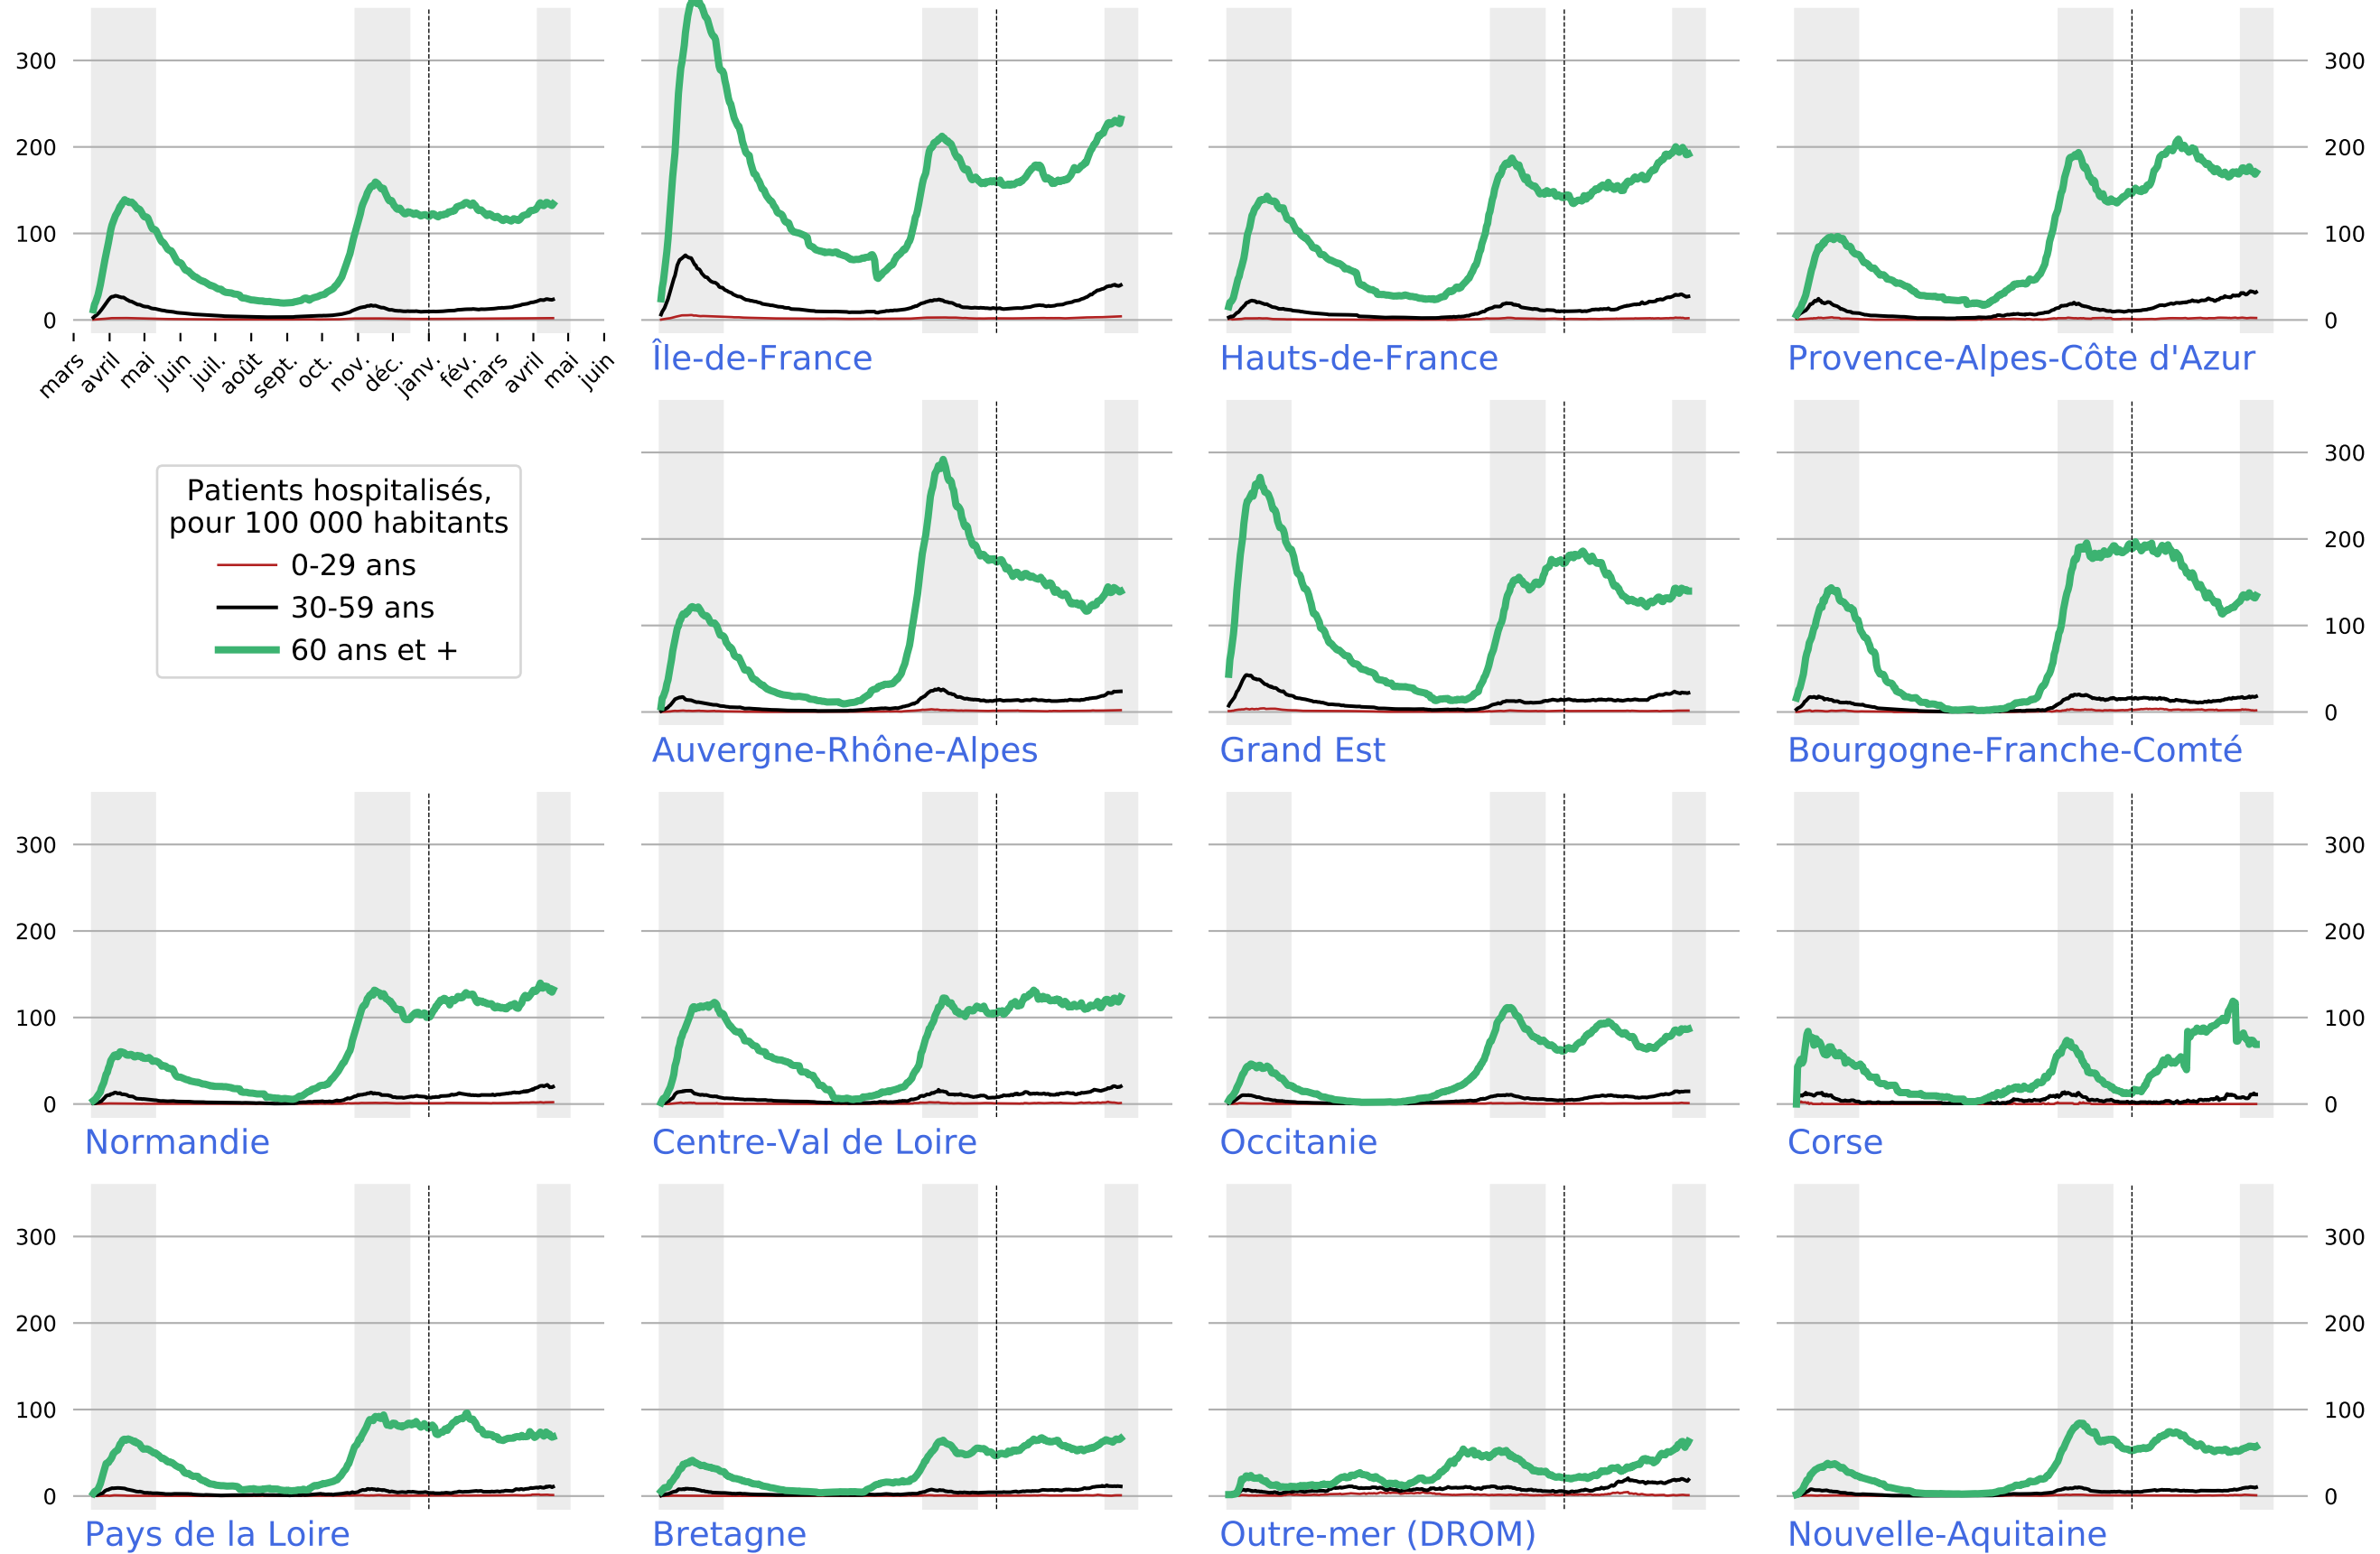 300
200
100
0
mars
avril
mai
juin
juil.
août
sept.
oct.
nov.
déc.
janv.
fév.
mars
avril
mai
juin
Île-de-France
Hauts-de-France
Provence-Alpes-Côte d'Azur
300
200
100
0
Patients hospitalisés,
pour 100 000 habitants
0-29 ans
30-59 ans
60 ans et +
Auvergne-Rhône-Alpes
Grand Est
Bourgogne-Franche-Comté
300
200
100
0
300
200
100
0
Normandie
Centre-Val de Loire
Occitanie
Corse
300
200
100
0
300
200
100
0
Pays de la Loire
Bretagne
Outre-mer (DROM)
Nouvelle-Aquitaine
300
200
100
0